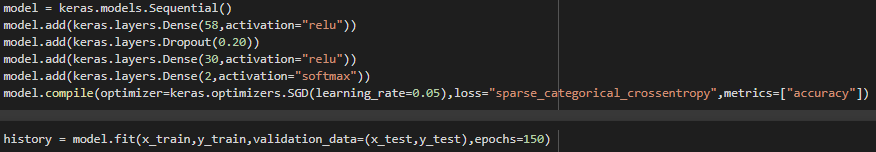 model = keras.models.Sequential()
model.add(keras.layers.Dense(58,activation="relu"))
model.add(keras.layers.Dropout(0.20))
model.add(keras.layers.Dense(30,activation="relu"))
model.add(keras.layers.Dense(2,activation="softmax"))
model.compile(optimizer=keras.optimizers.SGD(learning_rate=0.05),loss="sparse_categorical_crossentropy",metrics=["accuracy"])
history = model.fit(x_train,y_train,validation_data=(x_test,y_test),epochs=150)